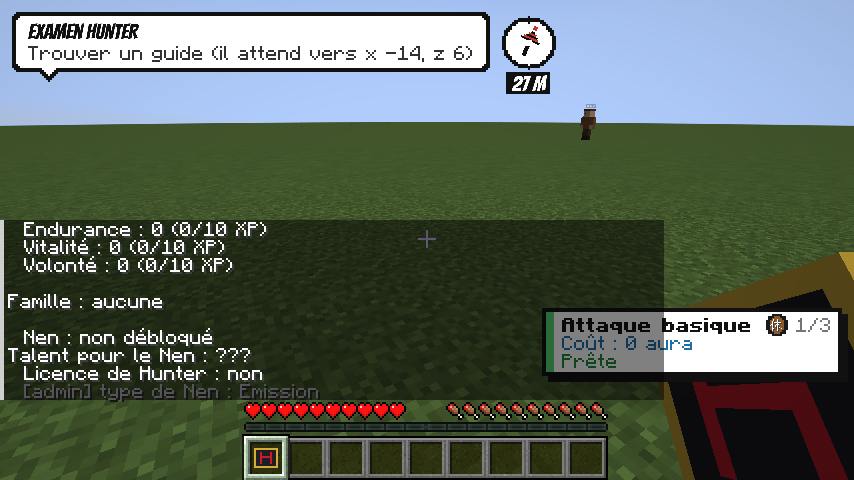 EXAMEN HUNTER
Trouver un guide (il attend vers x -14, z 6)
27 M
Endurance : 0 (0/10 XP)
Vitalité : 0 (0/10 XP)
Volonté : 0 (0/10 XP)
Famille : aucune
Nen : non débloqué
Talent pour le Nen : ???
Licence de Hunter : non
[admin] type de Nen : Emission
Attaque basique 1/3
Coût : 0 aura
Prête
H